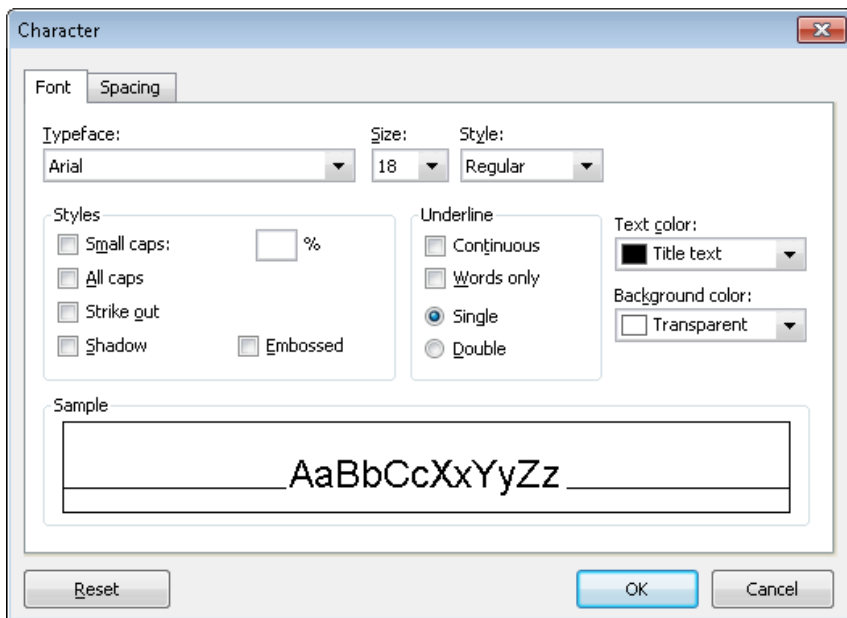 Character
Font Spacing
Typeface: Size: Style:
Arial 18 Regular
Styles Underline
Text color:
Small caps: % Continuous
Title text
All caps Words only
Background color:
Strike out Single
Transparent
Shadow Embossed Double
Sample
AaBbCcXxYyZz
Reset OK Cancel